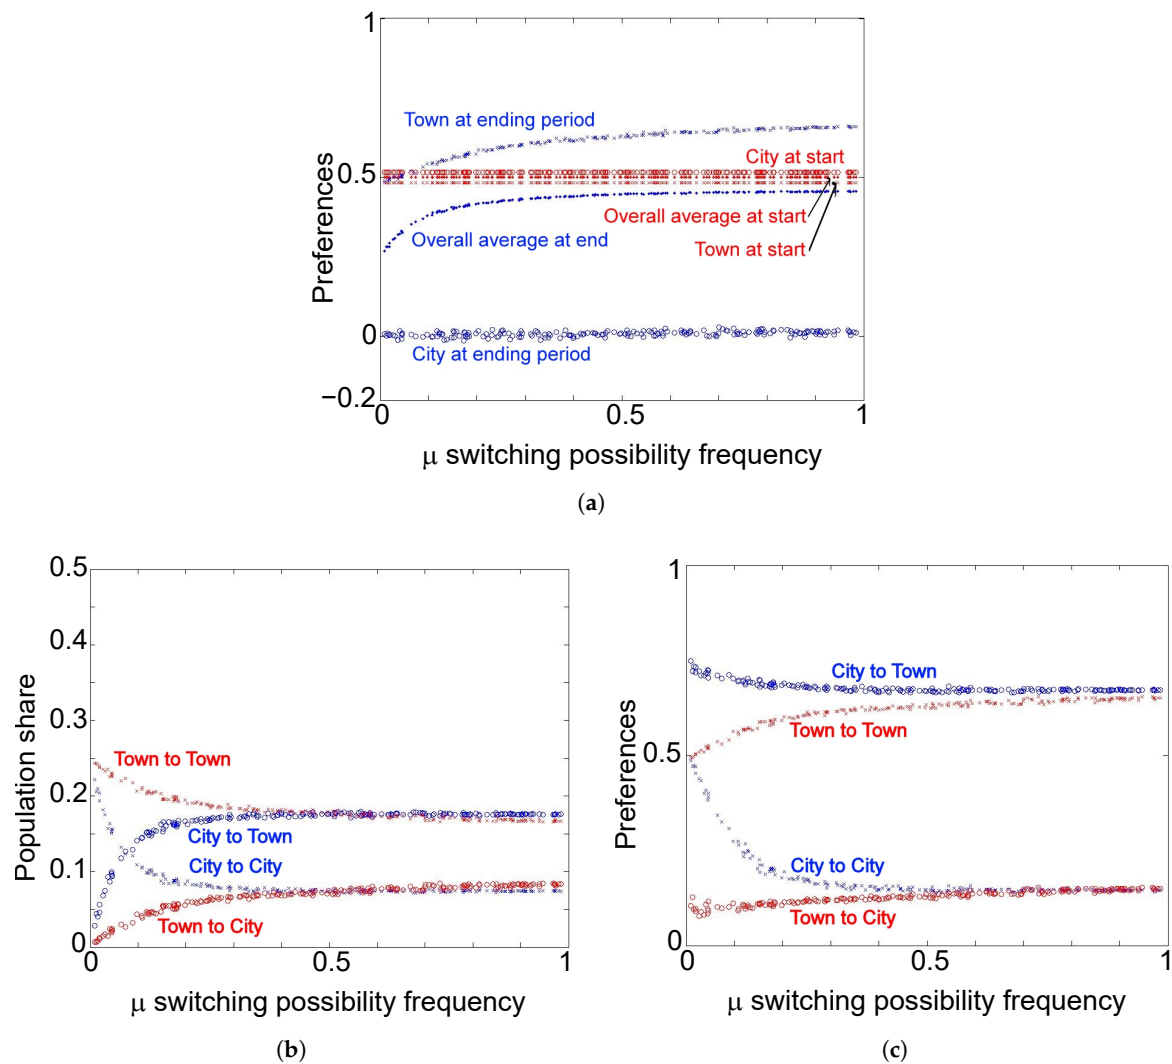 1
Town at ending period
City at start
0.5
Overall average at start
Overall average at end
Town at start
Preferences
0
City at ending period
−0.2
0
0.5
1
μ switching possibility frequency
(a)
0.5
0.4
0.3
Town to Town
0.2
City to Town
City to City
0.1
Town to City
0
Population share
0
0.5
1
μ switching possibility frequency
(b)
1
City to Town
Town to Town
0.5
City to City
Town to City
0
Preferences
0
0.5
1
μ switching possibility frequency
(c)